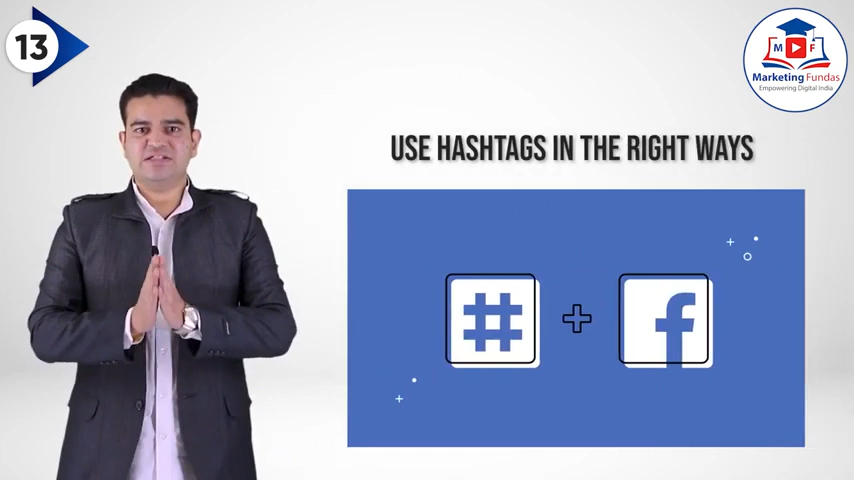 13
M F
Marketing Fundas
Empowering Digital India
USE HASHTAGS IN THE RIGHT WAYS
# + f